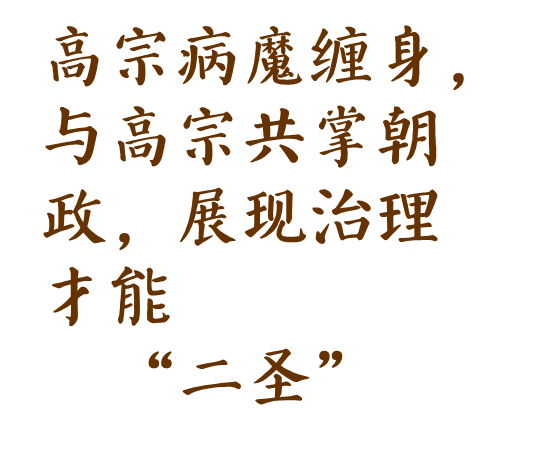 高宗病魔缠身，
与高宗共掌朝
政，展现治理
才能
“二圣”